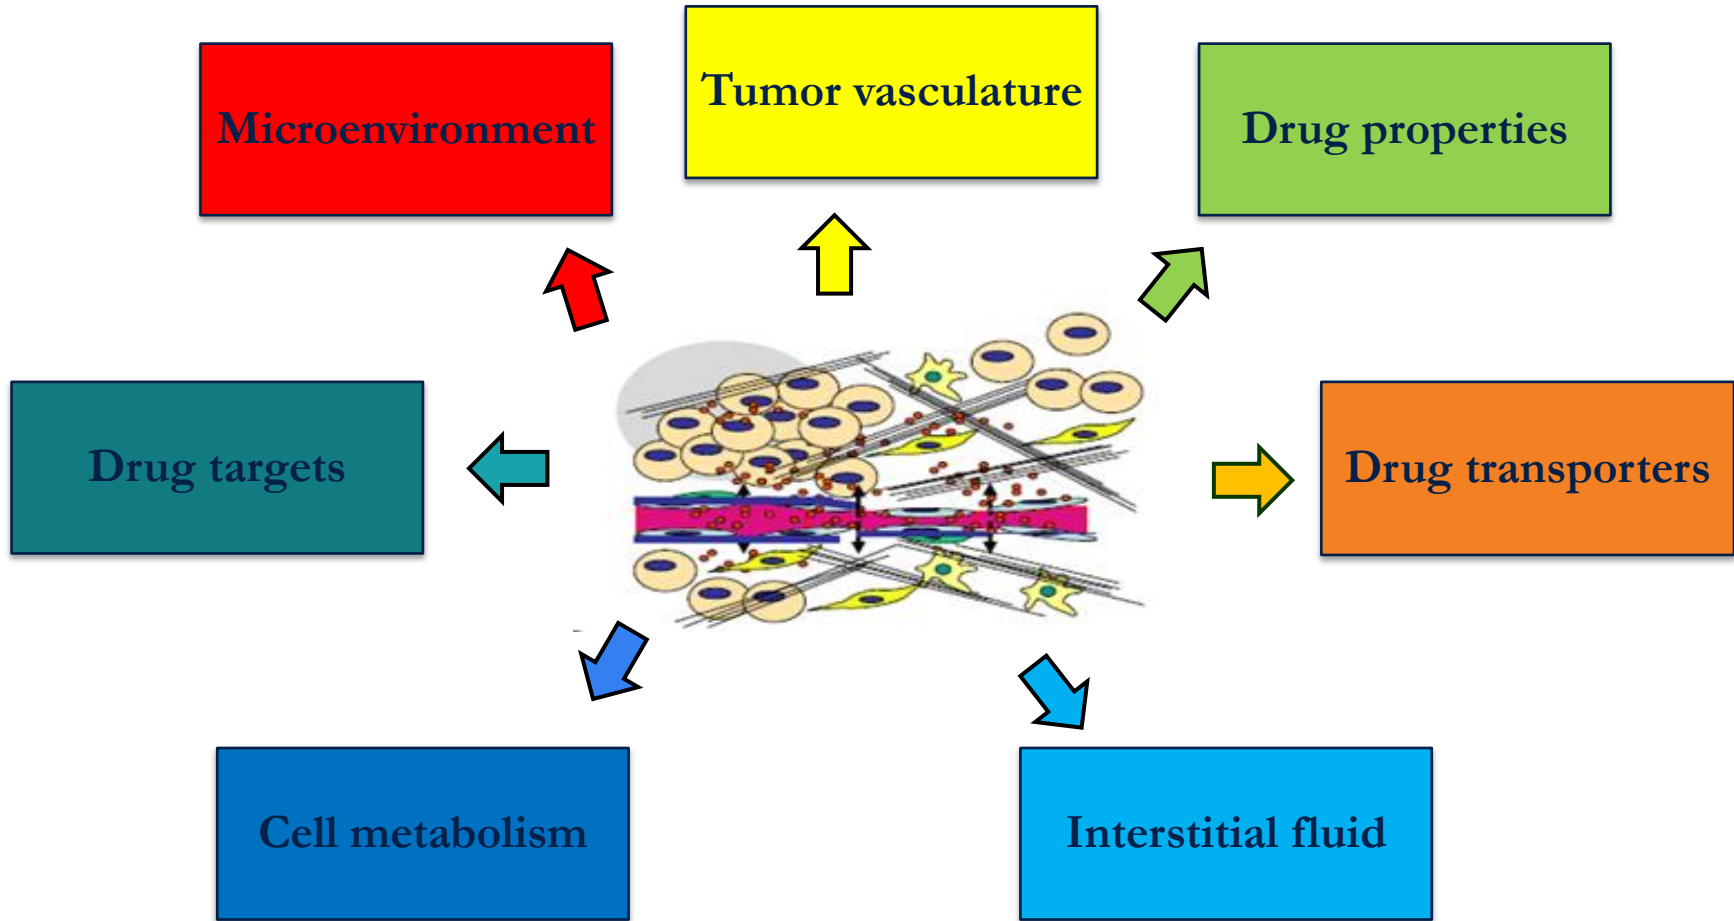 Tumor vasculature
Microenvironment
Drug properties
Drug targets
Drug transporters
Cell metabolism
Interstitial fluid